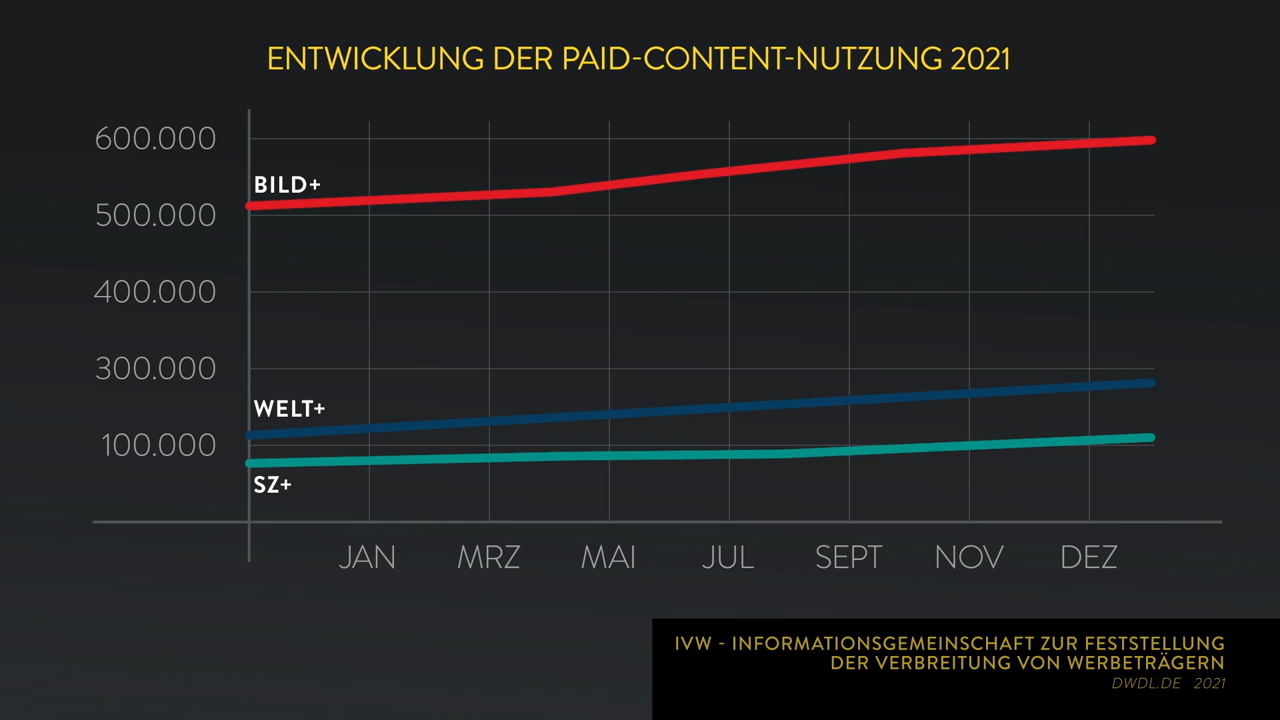 ENTWICKLUNG DER PAID-CONTENT-NUTZUNG 2021
600.000
BILD+
500.000
400.000
300.000
WELT+
100.000
SZ+
JAN MRZ MAI JUL SEPT NOV DEZ
IVW - INFORMATIONSGEMEINSCHAFT ZUR FESTSTELLUNG
DER VERBREITUNG VON WERBETRÄGERN
DWDL.DE 2021